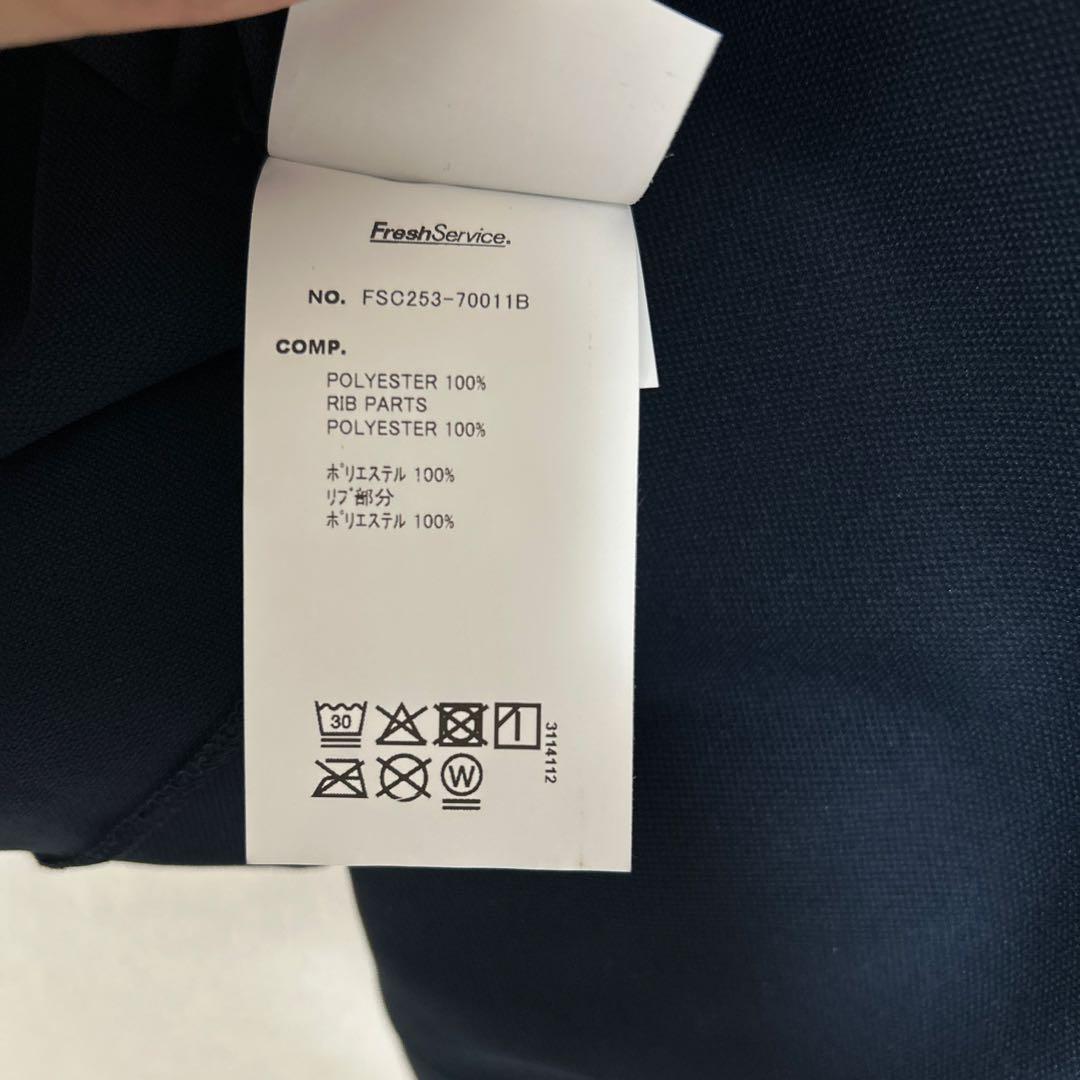 FreshService.
NO. FSC253-70011B
COMP.
POLYESTER 100%
RIB PARTS
POLYESTER 100%
ポリエステル 100%
リブ部分
ポリエステル 100%
30
W
3114112